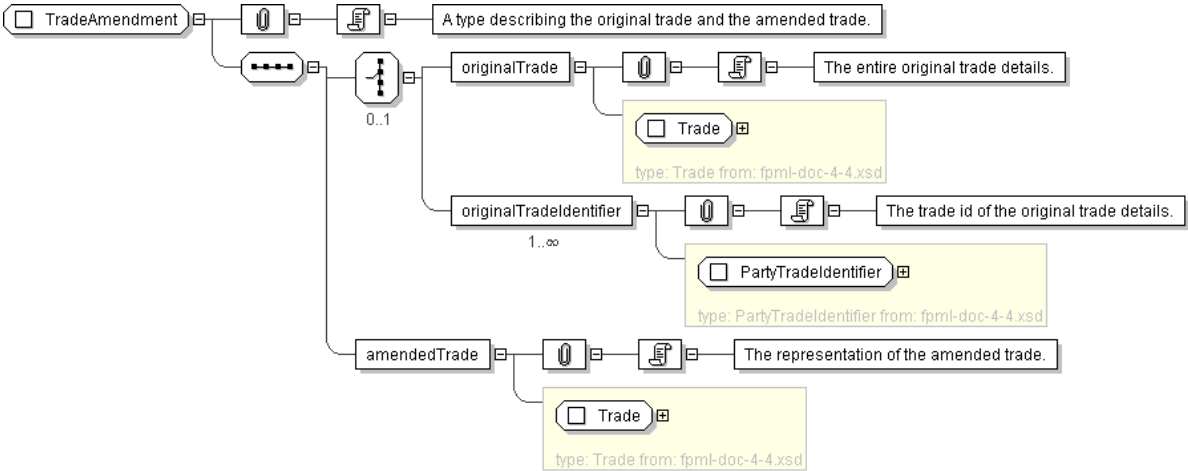 TradeAmendment
A type describing the original trade and the amended trade.
originalTrade
The entire original trade details.
0..1
Trade
type: Trade from: fpml-doc-4-4.xsd
originalTradeIdentifier
The trade id of the original trade details.
1..∞
PartyTradeIdentifier
type: PartyTradeIdentifier from: fpml-doc-4-4.xsd
amendedTrade
The representation of the amended trade.
Trade
type: Trade from: fpml-doc-4-4.xsd